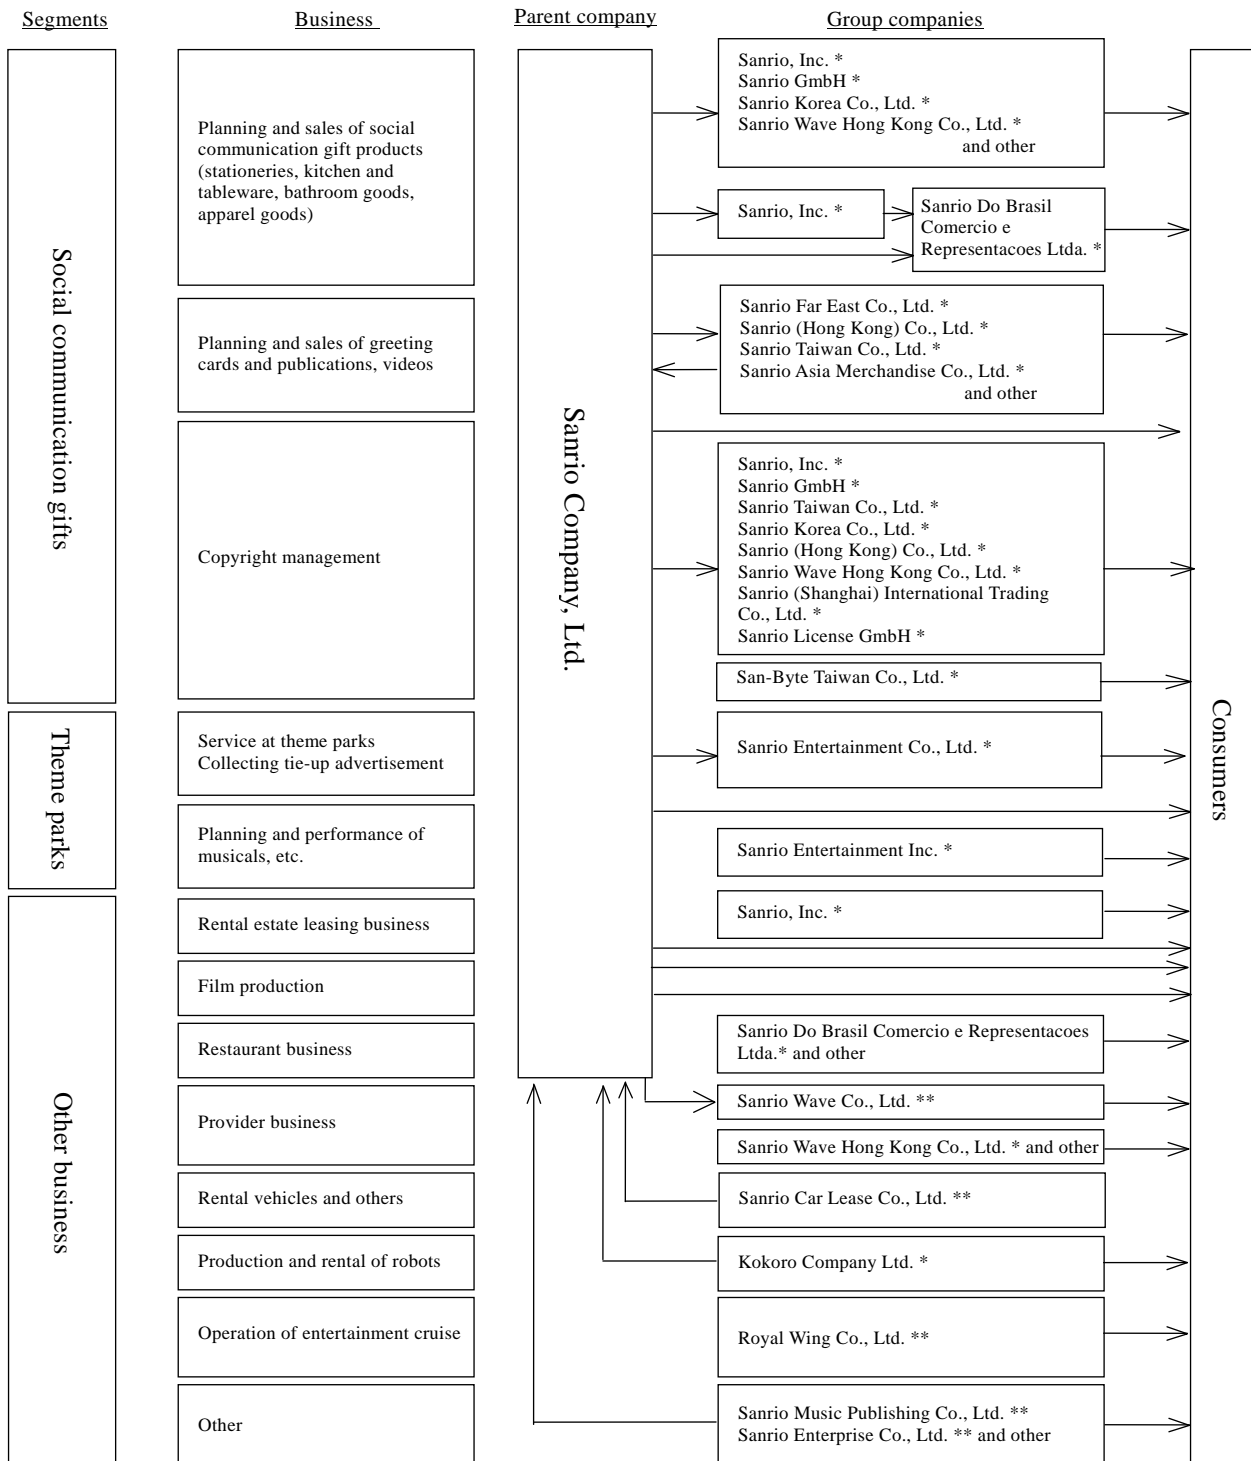 Segments
Business
Parent company
Group companies
Social communication gifts
Planning and sales of social
communication gift products
(stationeries, kitchen and
tableware, bathroom goods,
apparel goods)
Planning and sales of greeting
cards and publications, videos
Copyright management
Theme parks
Service at theme parks
Collecting tie-up advertisement
Planning and performance of
musicals, etc.
Other business
Rental estate leasing business
Film production
Restaurant business
Provider business
Rental vehicles and others
Production and rental of robots
Operation of entertainment cruise
Other
Sanrio Company, Ltd.
Sanrio, Inc. *
Sanrio GmbH *
Sanrio Korea Co., Ltd. *
Sanrio Wave Hong Kong Co., Ltd. *
and other
Sanrio, Inc. *
Sanrio Do Brasil
Comercio e
Representacoes Ltda. *
Sanrio Far East Co., Ltd. *
Sanrio (Hong Kong) Co., Ltd. *
Sanrio Taiwan Co., Ltd. *
Sanrio Asia Merchandise Co., Ltd. *
and other
Sanrio, Inc. *
Sanrio GmbH *
Sanrio Taiwan Co., Ltd. *
Sanrio Korea Co., Ltd. *
Sanrio (Hong Kong) Co., Ltd. *
Sanrio Wave Hong Kong Co., Ltd. *
Sanrio (Shanghai) International Trading
Co., Ltd. *
Sanrio License GmbH *
San-Byte Taiwan Co., Ltd. *
Sanrio Entertainment Co., Ltd. *
Sanrio Entertainment Inc. *
Sanrio, Inc. *
Sanrio Do Brasil Comercio e Representacoes
Ltda.* and other
Sanrio Wave Co., Ltd. **
Sanrio Wave Hong Kong Co., Ltd. * and other
Sanrio Car Lease Co., Ltd. **
Kokoro Company Ltd. *
Royal Wing Co., Ltd. **
Sanrio Music Publishing Co., Ltd. **
Sanrio Enterprise Co., Ltd. ** and other
Consumers